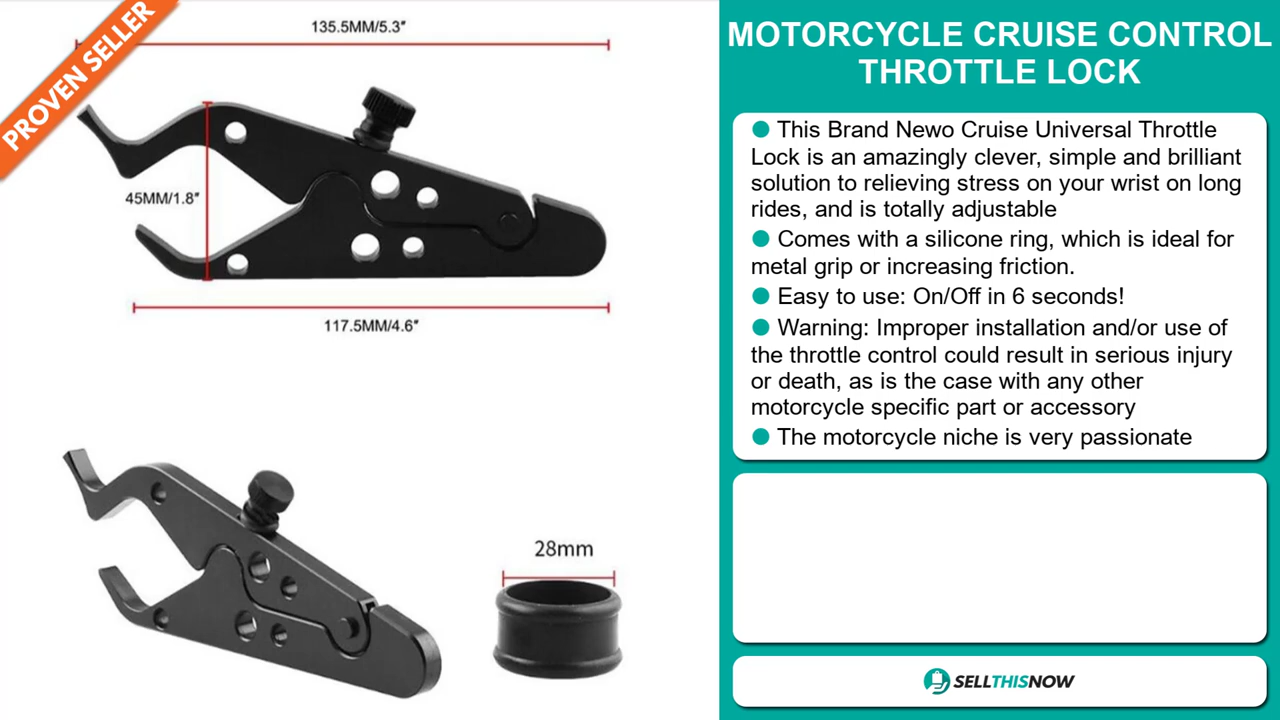 PROVEN SELLER
135.5MM/5.3"
45MM/1.8"
117.5MM/4.6"
28mm
MOTORCYCLE CRUISE CONTROL
THROTTLE LOCK
● This Brand Newo Cruise Universal Throttle
Lock is an amazingly clever, simple and brilliant
solution to relieving stress on your wrist on long
rides, and is totally adjustable
● Comes with a silicone ring, which is ideal for
metal grip or increasing friction.
● Easy to use: On/Off in 6 seconds!
● Warning: Improper installation and/or use of
the throttle control could result in serious injury
or death, as is the case with any other
motorcycle specific part or accessory
● The motorcycle niche is very passionate
SELLTHISNOW